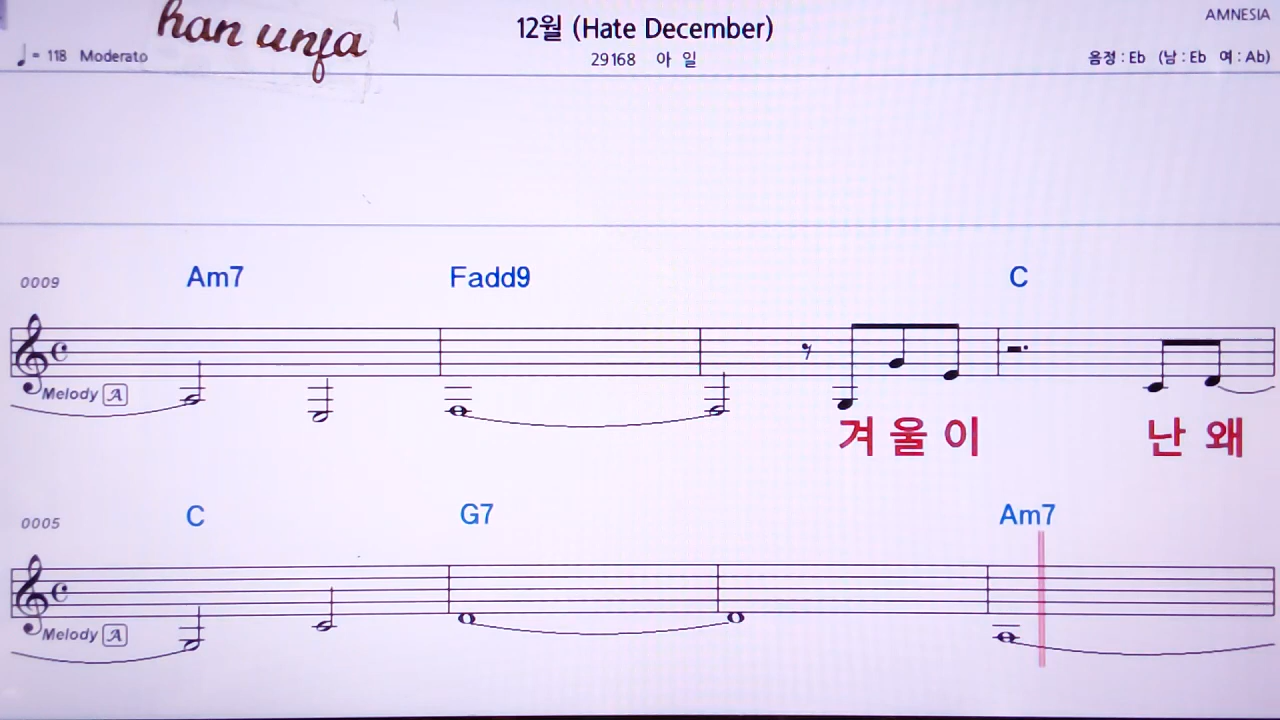 han unja
12월 (Hate December)
AMNESIA
♩= 118 Moderato
29168 아 일
음정 : Eb (남 : Eb 여 : Ab)
0009
Am7 Fadd9 C
Melody A
겨 울 이 난 왜
0005
C G7 Am7
Melody A